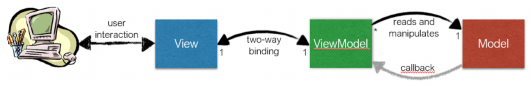 user
interaction
View
1
two-way
binding
1
ViewModel
*
reads and
manipulates
1
Model
callback